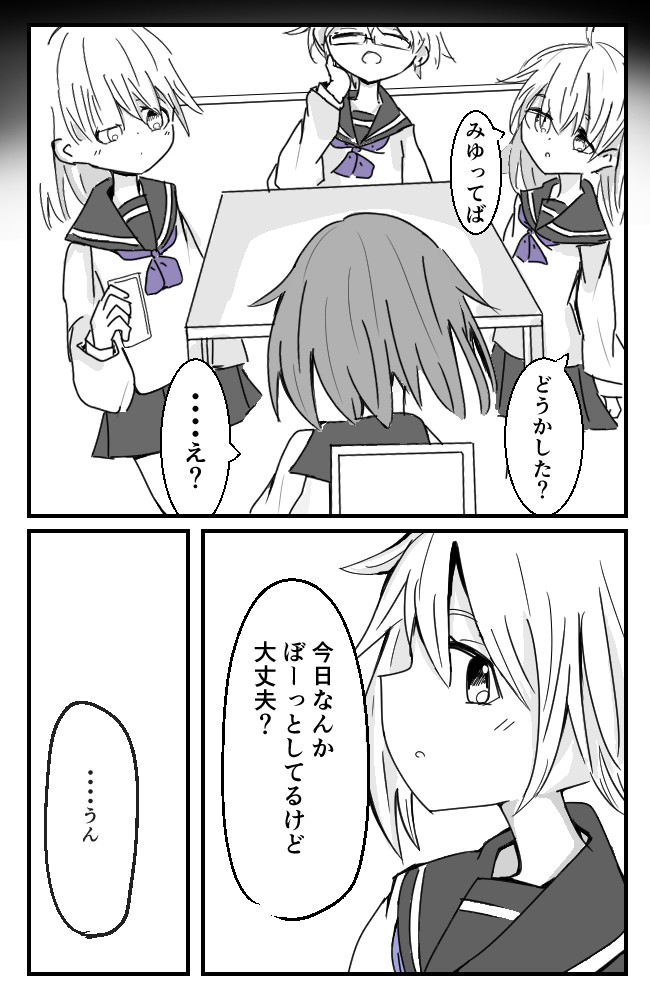 みゆってば
どうかした？
・・・・え？
今日なんか
ぼーっとしてるけど
大丈夫？
・・・・うん